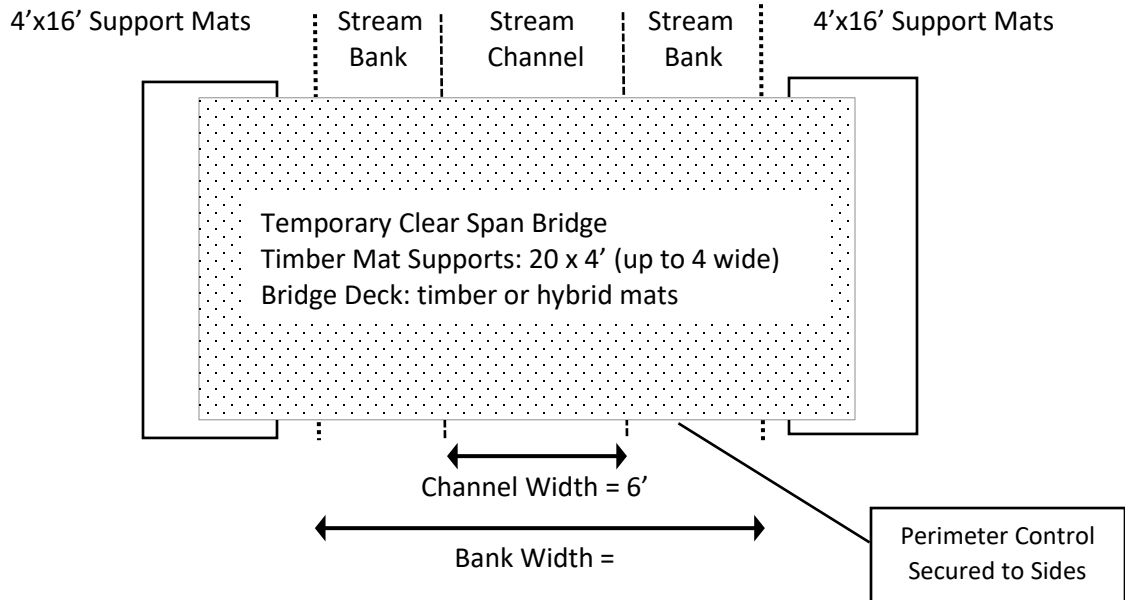 4’x16’ Support Mats
Stream
Bank
Stream
Channel
Stream
Bank
4’x16’ Support Mats
Temporary Clear Span Bridge
Timber Mat Supports: 20 x 4’ (up to 4 wide)
Bridge Deck: timber or hybrid mats
Channel Width = 6’
Bank Width =
Perimeter Control
Secured to Sides